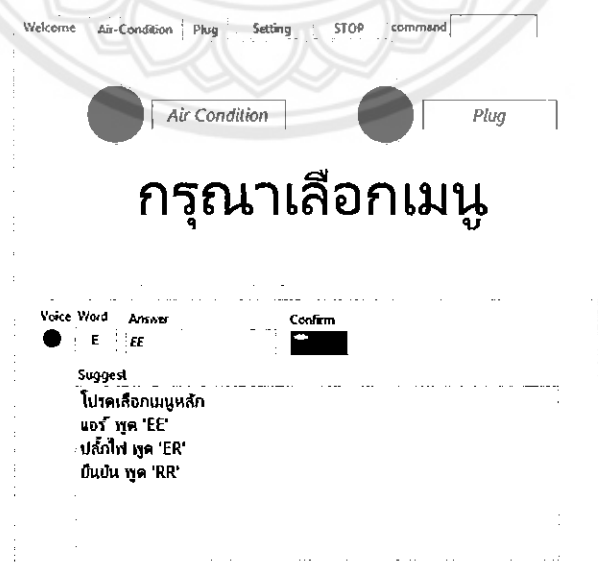 Welcome Air-Condition Plug Setting STOP command
Air Condition Plug
กรุณาเลือกเมนู
Voice Word Answer Confirm
E EE
Suggest
โปรดเลือกเมนูหลัก
แอร์ พูด 'EE'
ปลั๊กไฟ พูด 'ER'
ยืนยัน พูด 'RR'